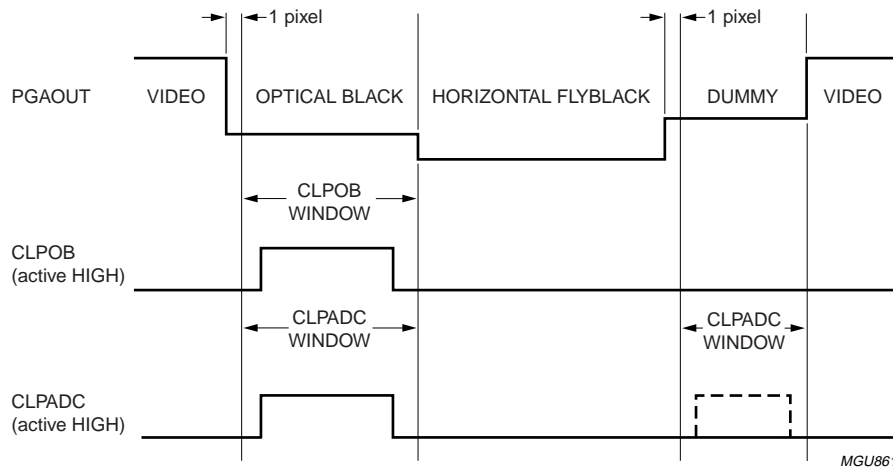 1 pixel 1 pixel
PGAOUT VIDEO OPTICAL BLACK HORIZONTAL FLYBLACK DUMMY VIDEO
CLPOB
WINDOW
CLPOB
(active HIGH)
CLPADC
WINDOW
CLPADC
WINDOW
CLPADC
(active HIGH)
MGU861